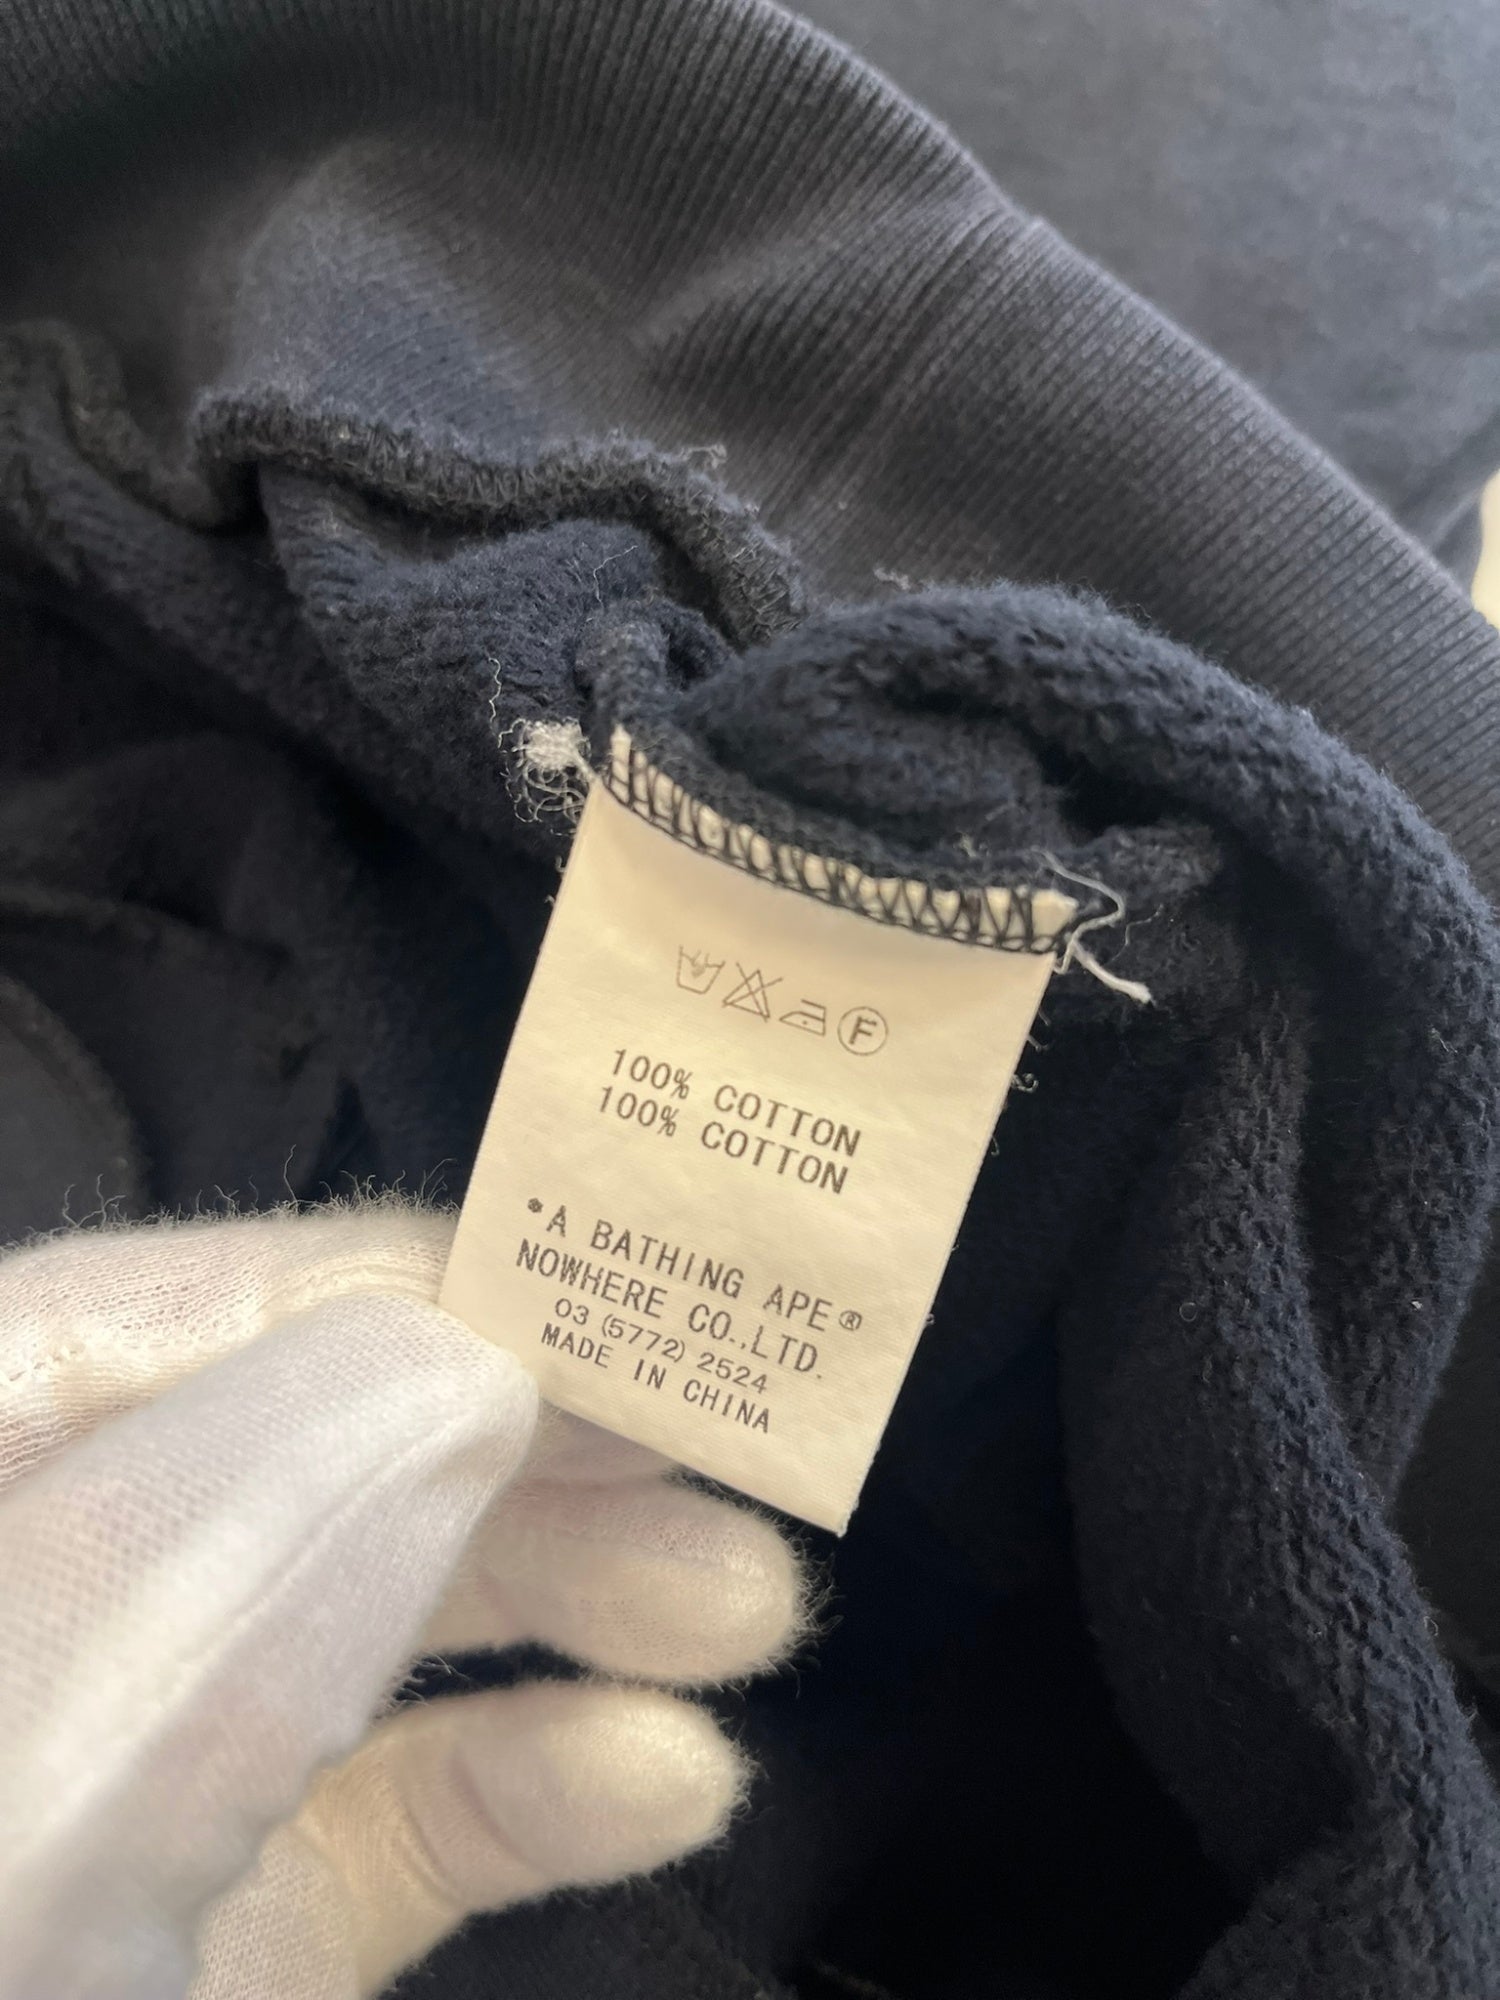 F
100% COTTON
100% COTTON
*A BATHING APE®
NOWHERE CO.,LTD.
03 (5772) 2524
MADE IN CHINA